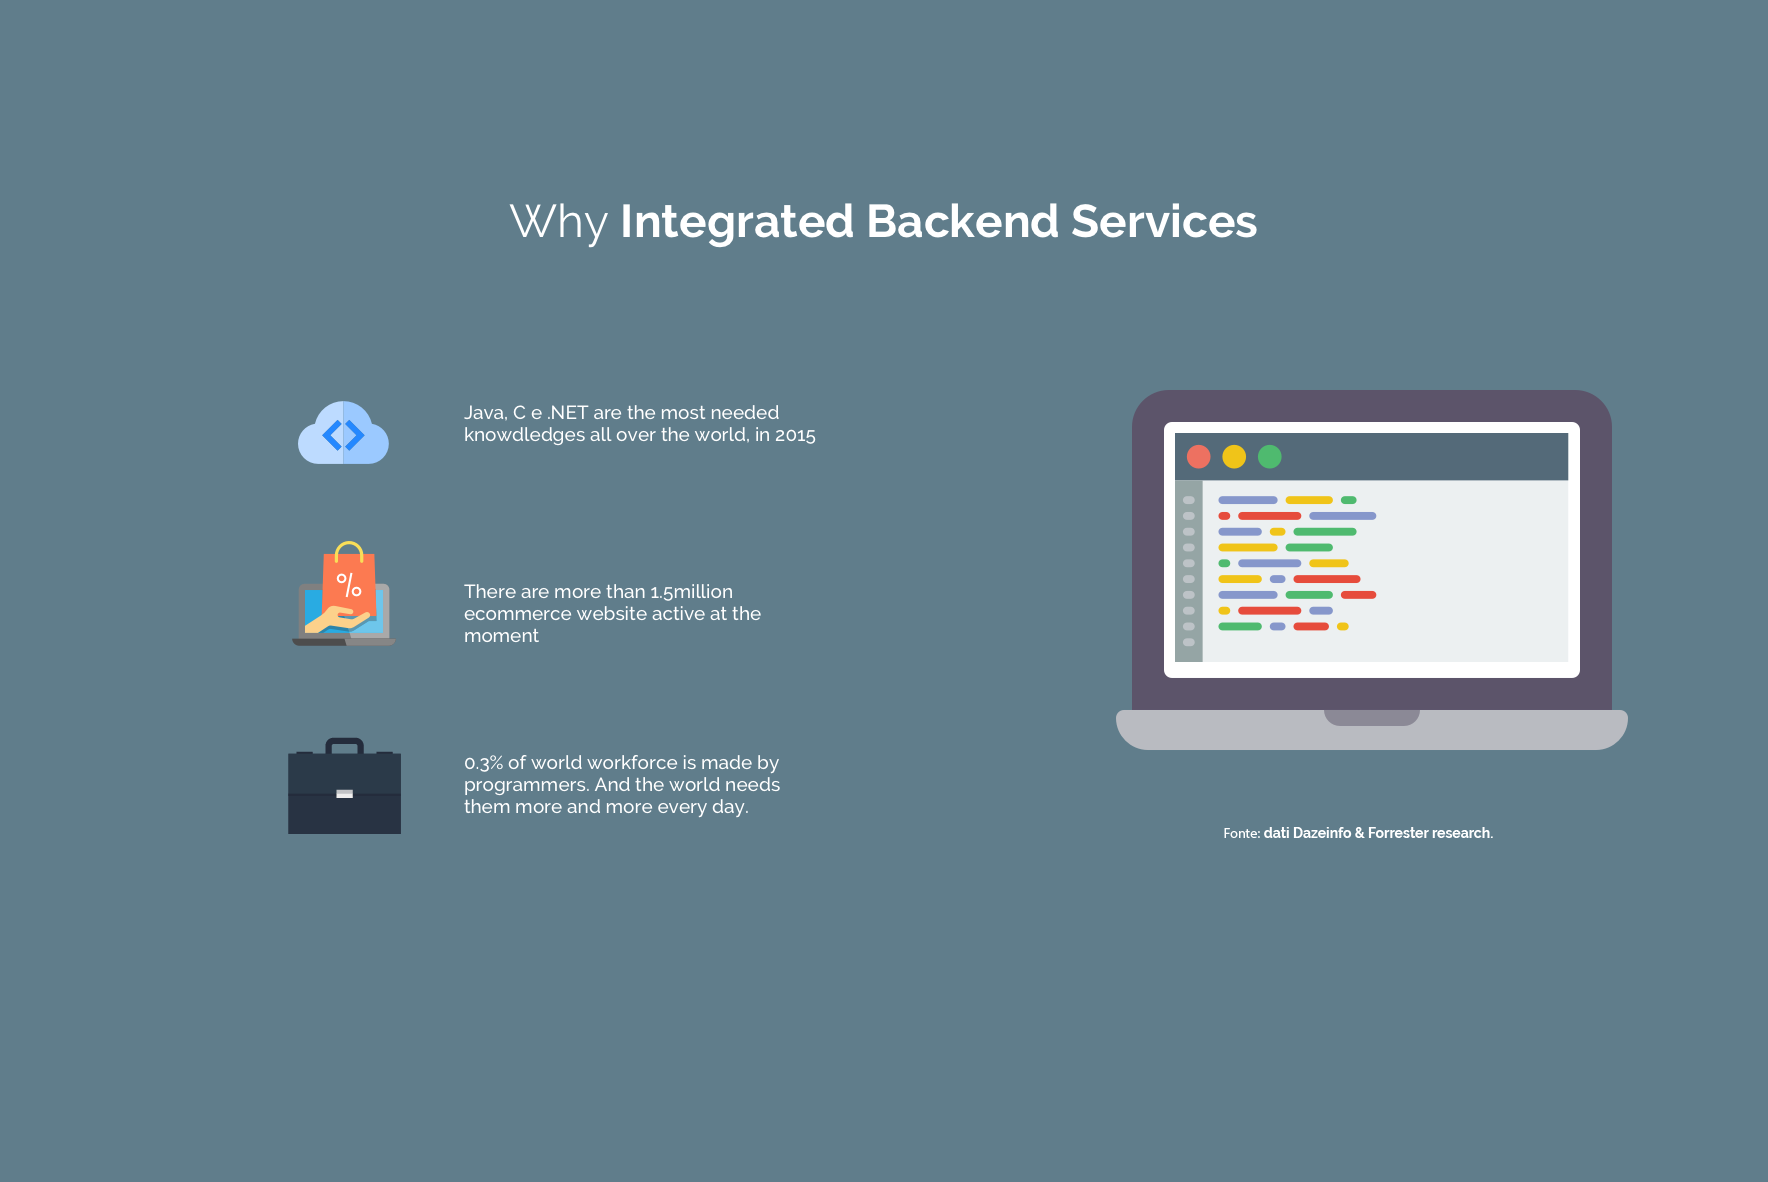 Why Integrated Backend Services
Java, C e .NET are the most needed
knowdledges all over the world, in 2015
%
There are more than 1.5million
ecommerce website active at the
moment
0.3% of world workforce is made by
programmers. And the world needs
them more and more every day.
Fonte: dati Dazeinfo & Forrester research.